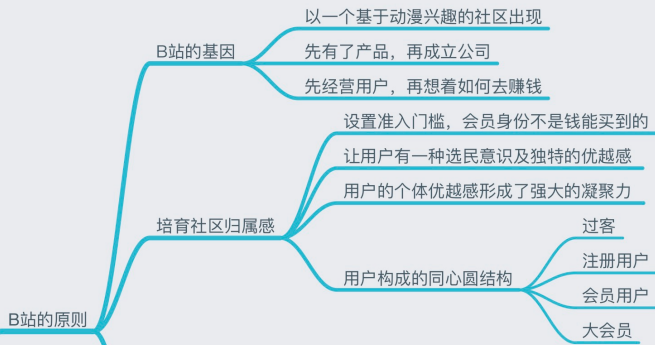 以一个基于动漫兴趣的社区出现
B站的基因
先有了产品，再成立公司
先经营用户，再想着如何去赚钱
设置准入门槛，会员身份不是钱能买到的
让用户有一种选民意识及独特的优越感
培育社区归属感
用户的个体优越感形成了强大的凝聚力
过客
用户构成的同心圆结构
注册用户
会员用户
B站的原则
大会员